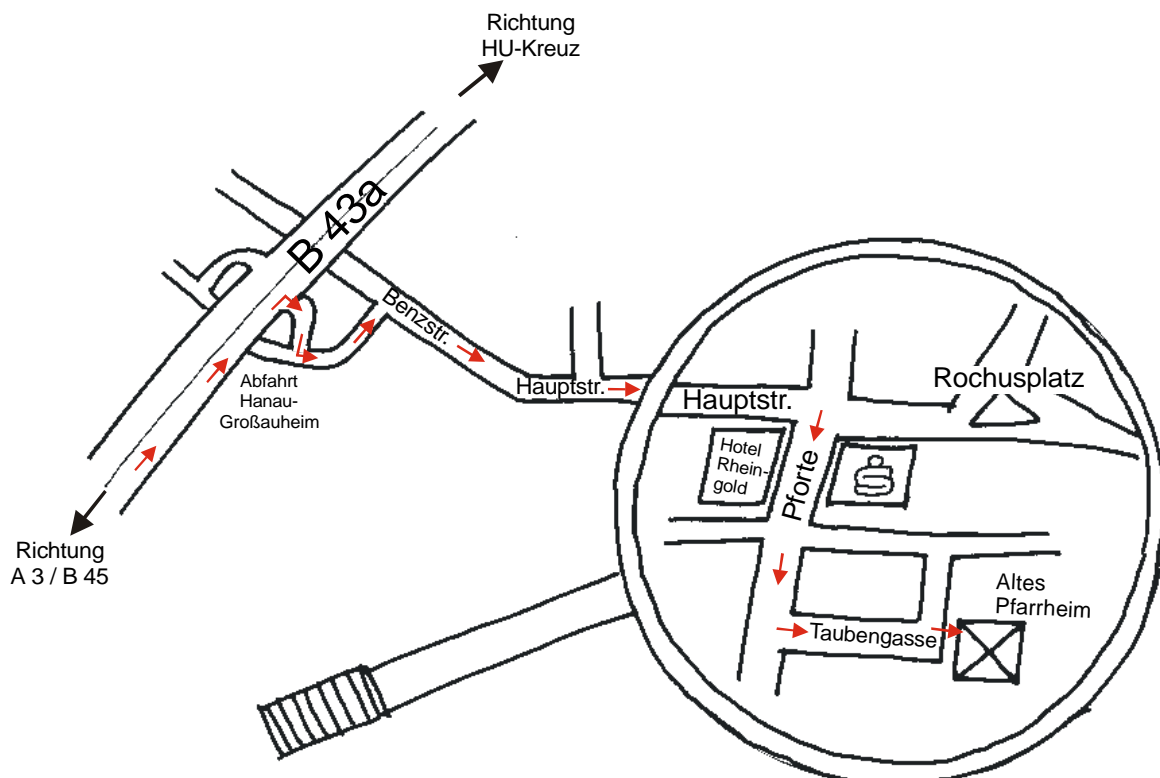 Richtung
HU-Kreuz
B 43a
Benzstr.
Abfahrt
Hanau-
Großauheim
Hauptstr.
Hauptstr.
Rochusplatz
Hotel
Rhein-
gold
Pforte
Richtung
A 3 / B 45
Altes
Pfarrheim
Taubengasse